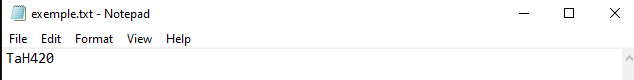 exemple.txt - Notepad
File Edit Format View Help
TaH420